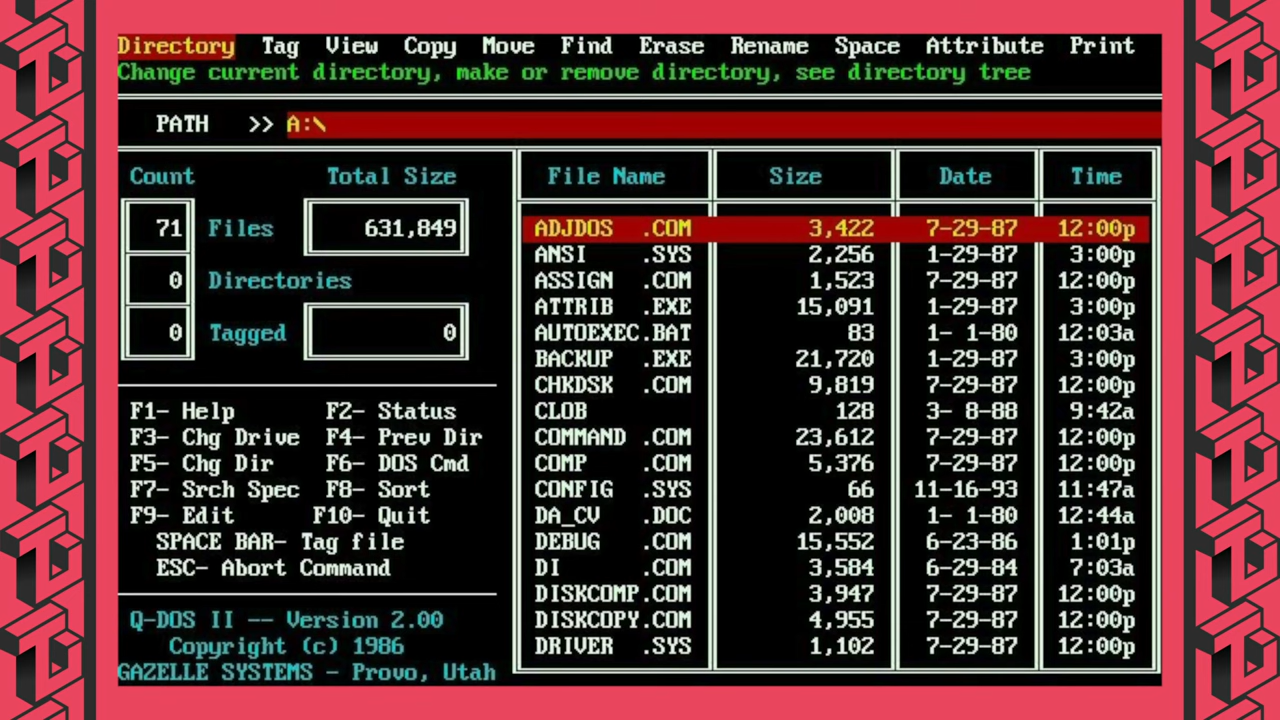 Directory Tag View Copy Move Find Erase Rename Space Attribute Print
Change current directory, make or remove directory, see directory tree
PATH >> A:\
Count Total Size
71 Files 631,849
0 Directories
0 Tagged 0
F1- Help F2- Status
F3- Chg Drive F4- Prev Dir
F5- Chg Dir F6- DOS Cmd
F7- Srch Spec F8- Sort
F9- Edit F10- Quit
SPACE BAR- Tag file
ESC- Abort Command
Q-DOS II -- Version 2.00
Copyright (c) 1986
GAZELLE SYSTEMS - Provo, Utah
File Name Size Date Time
ADJDOS .COM 3,422 7-29-87 12:00p
ANSI .SYS 2,256 1-29-87 3:00p
ASSIGN .COM 1,523 7-29-87 12:00p
ATTRIB .EXE 15,091 1-29-87 3:00p
AUTOEXEC.BAT 83 1- 1-80 12:03a
BACKUP .EXE 21,720 1-29-87 3:00p
CHKDSK .COM 9,819 7-29-87 12:00p
CLOB 128 3- 8-88 9:42a
COMMAND .COM 23,612 7-29-87 12:00p
COMP .COM 5,376 7-29-87 12:00p
CONFIG .SYS 66 11-16-93 11:47a
DA_CV .DOC 2,008 1- 1-80 12:44a
DEBUG .COM 15,552 6-23-86 1:01p
DI .COM 3,584 6-29-84 7:03a
DISKCOMP.COM 3,947 7-29-87 12:00p
DISKCOPY.COM 4,955 7-29-87 12:00p
DRIVER .SYS 1,102 7-29-87 12:00p